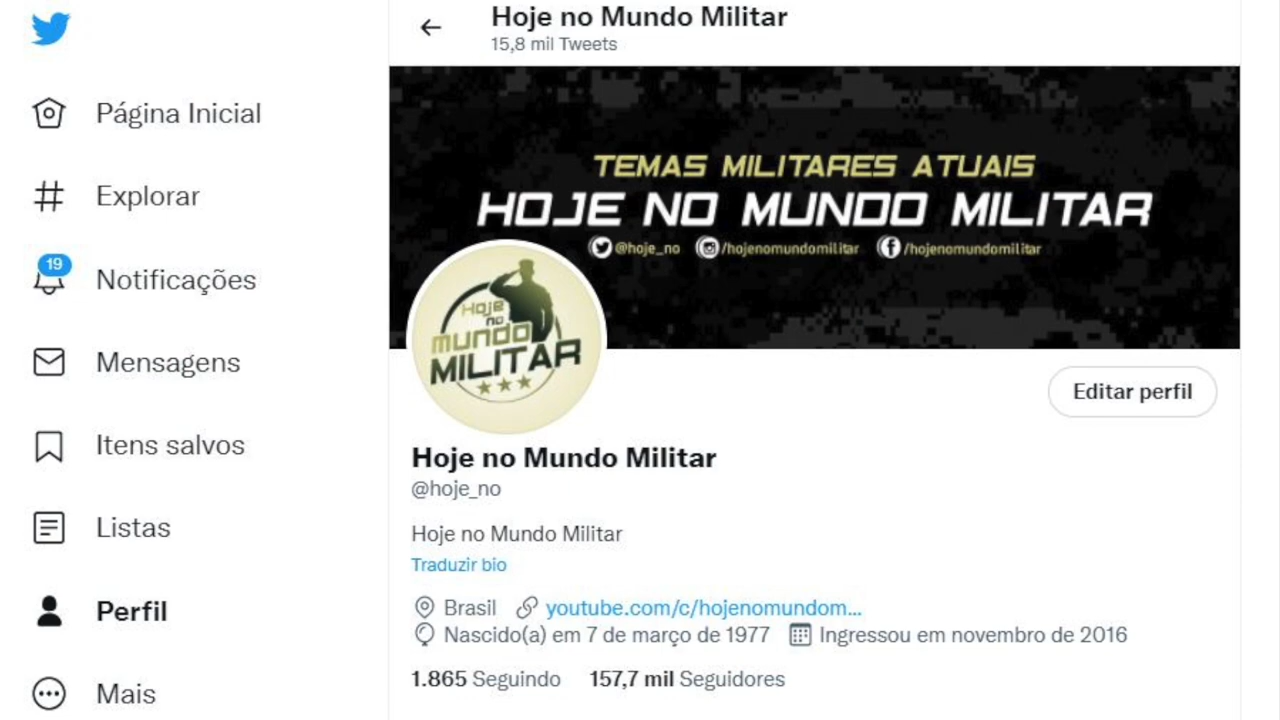 Hoje no Mundo Militar
15,8 mil Tweets
Página Inicial
Explorar
19
Notificações
Mensagens
Itens salvos
Listas
Perfil
Mais
TEMAS MILITARES ATUAIS
HOJE NO MUNDO MILITAR
@hoje_no /hojenomundomilitar /hojenomundomilitar
Hoje
no
mundo
MILITAR
Editar perfil
Hoje no Mundo Militar
@hoje_no
Hoje no Mundo Militar
Traduzir bio
Brasil youtube.com/c/hojenomundom...
Nascido(a) em 7 de março de 1977 Ingressou em novembro de 2016
1.865 Seguindo 157,7 mil Seguidores